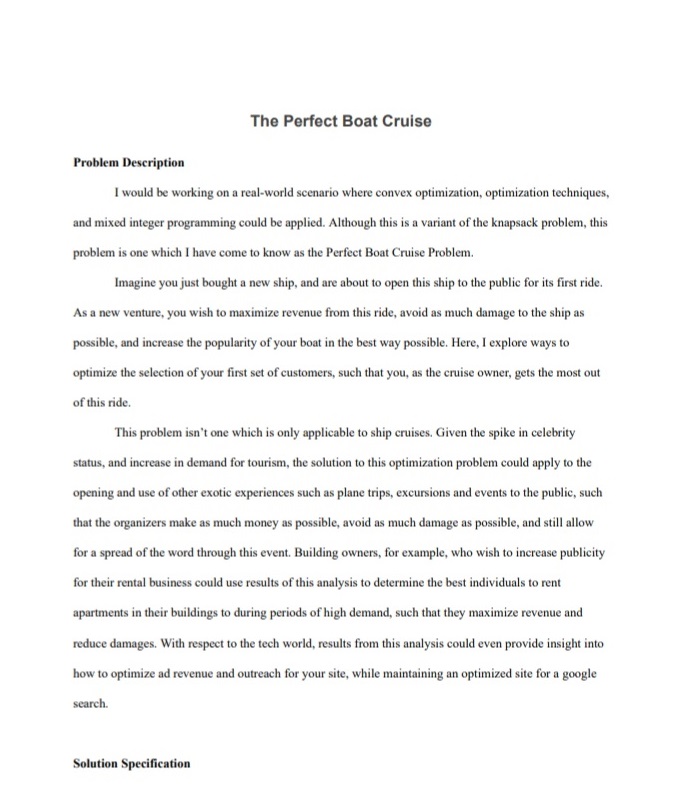 The Perfect Boat Cruise
Problem Description
I would be working on a real-world scenario where convex optimization, optimization techniques,
and mixed integer programming could be applied. Although this is a variant of the knapsack problem, this
problem is one which I have come to know as the Perfect Boat Cruise Problem.
Imagine you just bought a new ship, and are about to open this ship to the public for its first ride.
As a new venture, you wish to maximize revenue from this ride, avoid as much damage to the ship as
possible, and increase the popularity of your boat in the best way possible. Here, I explore ways to
optimize the selection of your first set of customers, such that you, as the cruise owner, gets the most out
of this ride.
This problem isn't one which is only applicable to ship cruises. Given the spike in celebrity
status, and increase in demand for tourism, the solution to this optimization problem could apply to the
opening and use of other exotic experiences such as plane trips, excursions and events to the public, such
that the organizers make as much money as possible, avoid as much damage as possible, and still allow
for a spread of the word through this event. Building owners, for example, who wish to increase publicity
for their rental business could use results of this analysis to determine the best individuals to rent
apartments in their buildings to during periods of high demand, such that they maximize revenue and
reduce damages. With respect to the tech world, results from this analysis could even provide insight into
how to optimize ad revenue and outreach for your site, while maintaining an optimized site for a google
search.
Solution Specification